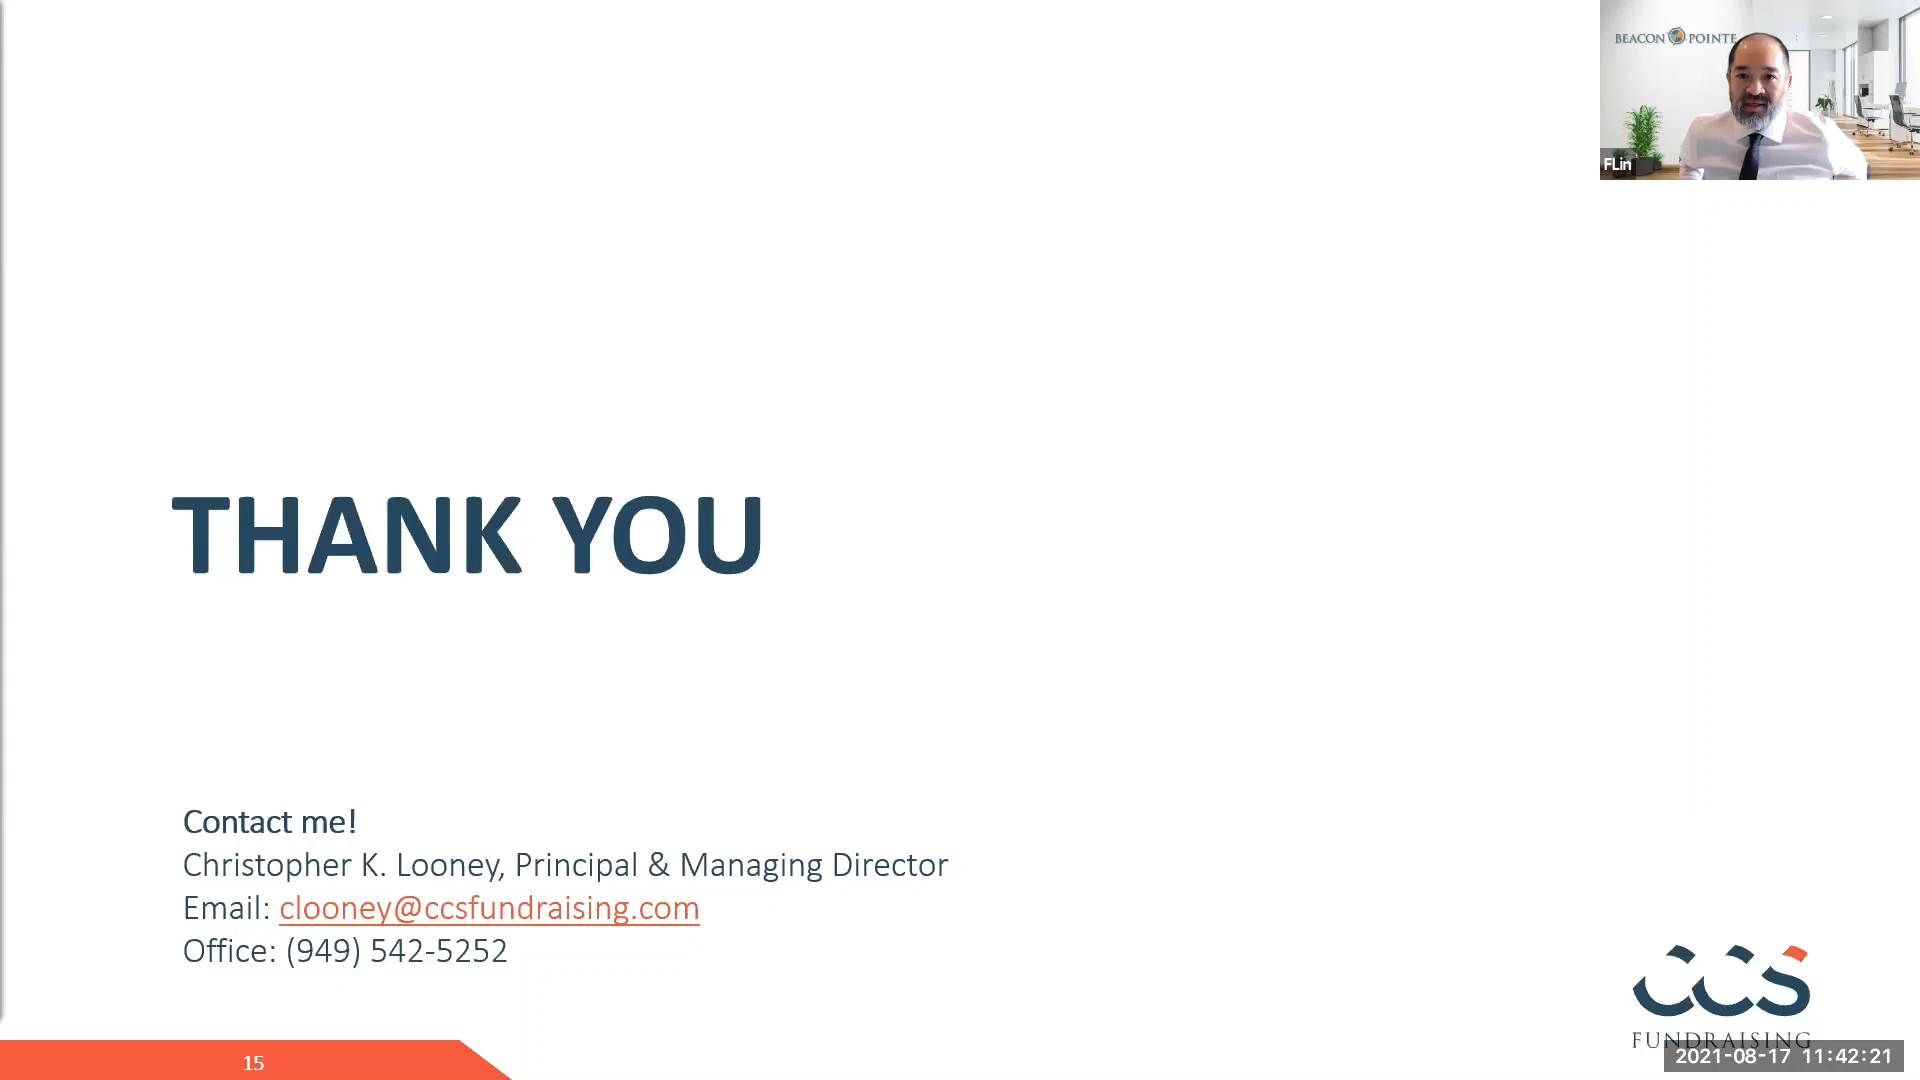 BEACON POINTE
FLin
THANK YOU
Contact me!
Christopher K. Looney, Principal & Managing Director
Email: clooney@ccsfundraising.com
Office: (949) 542-5252
CCS
FUNDRAISING
2021-08-17 11:42:21
15